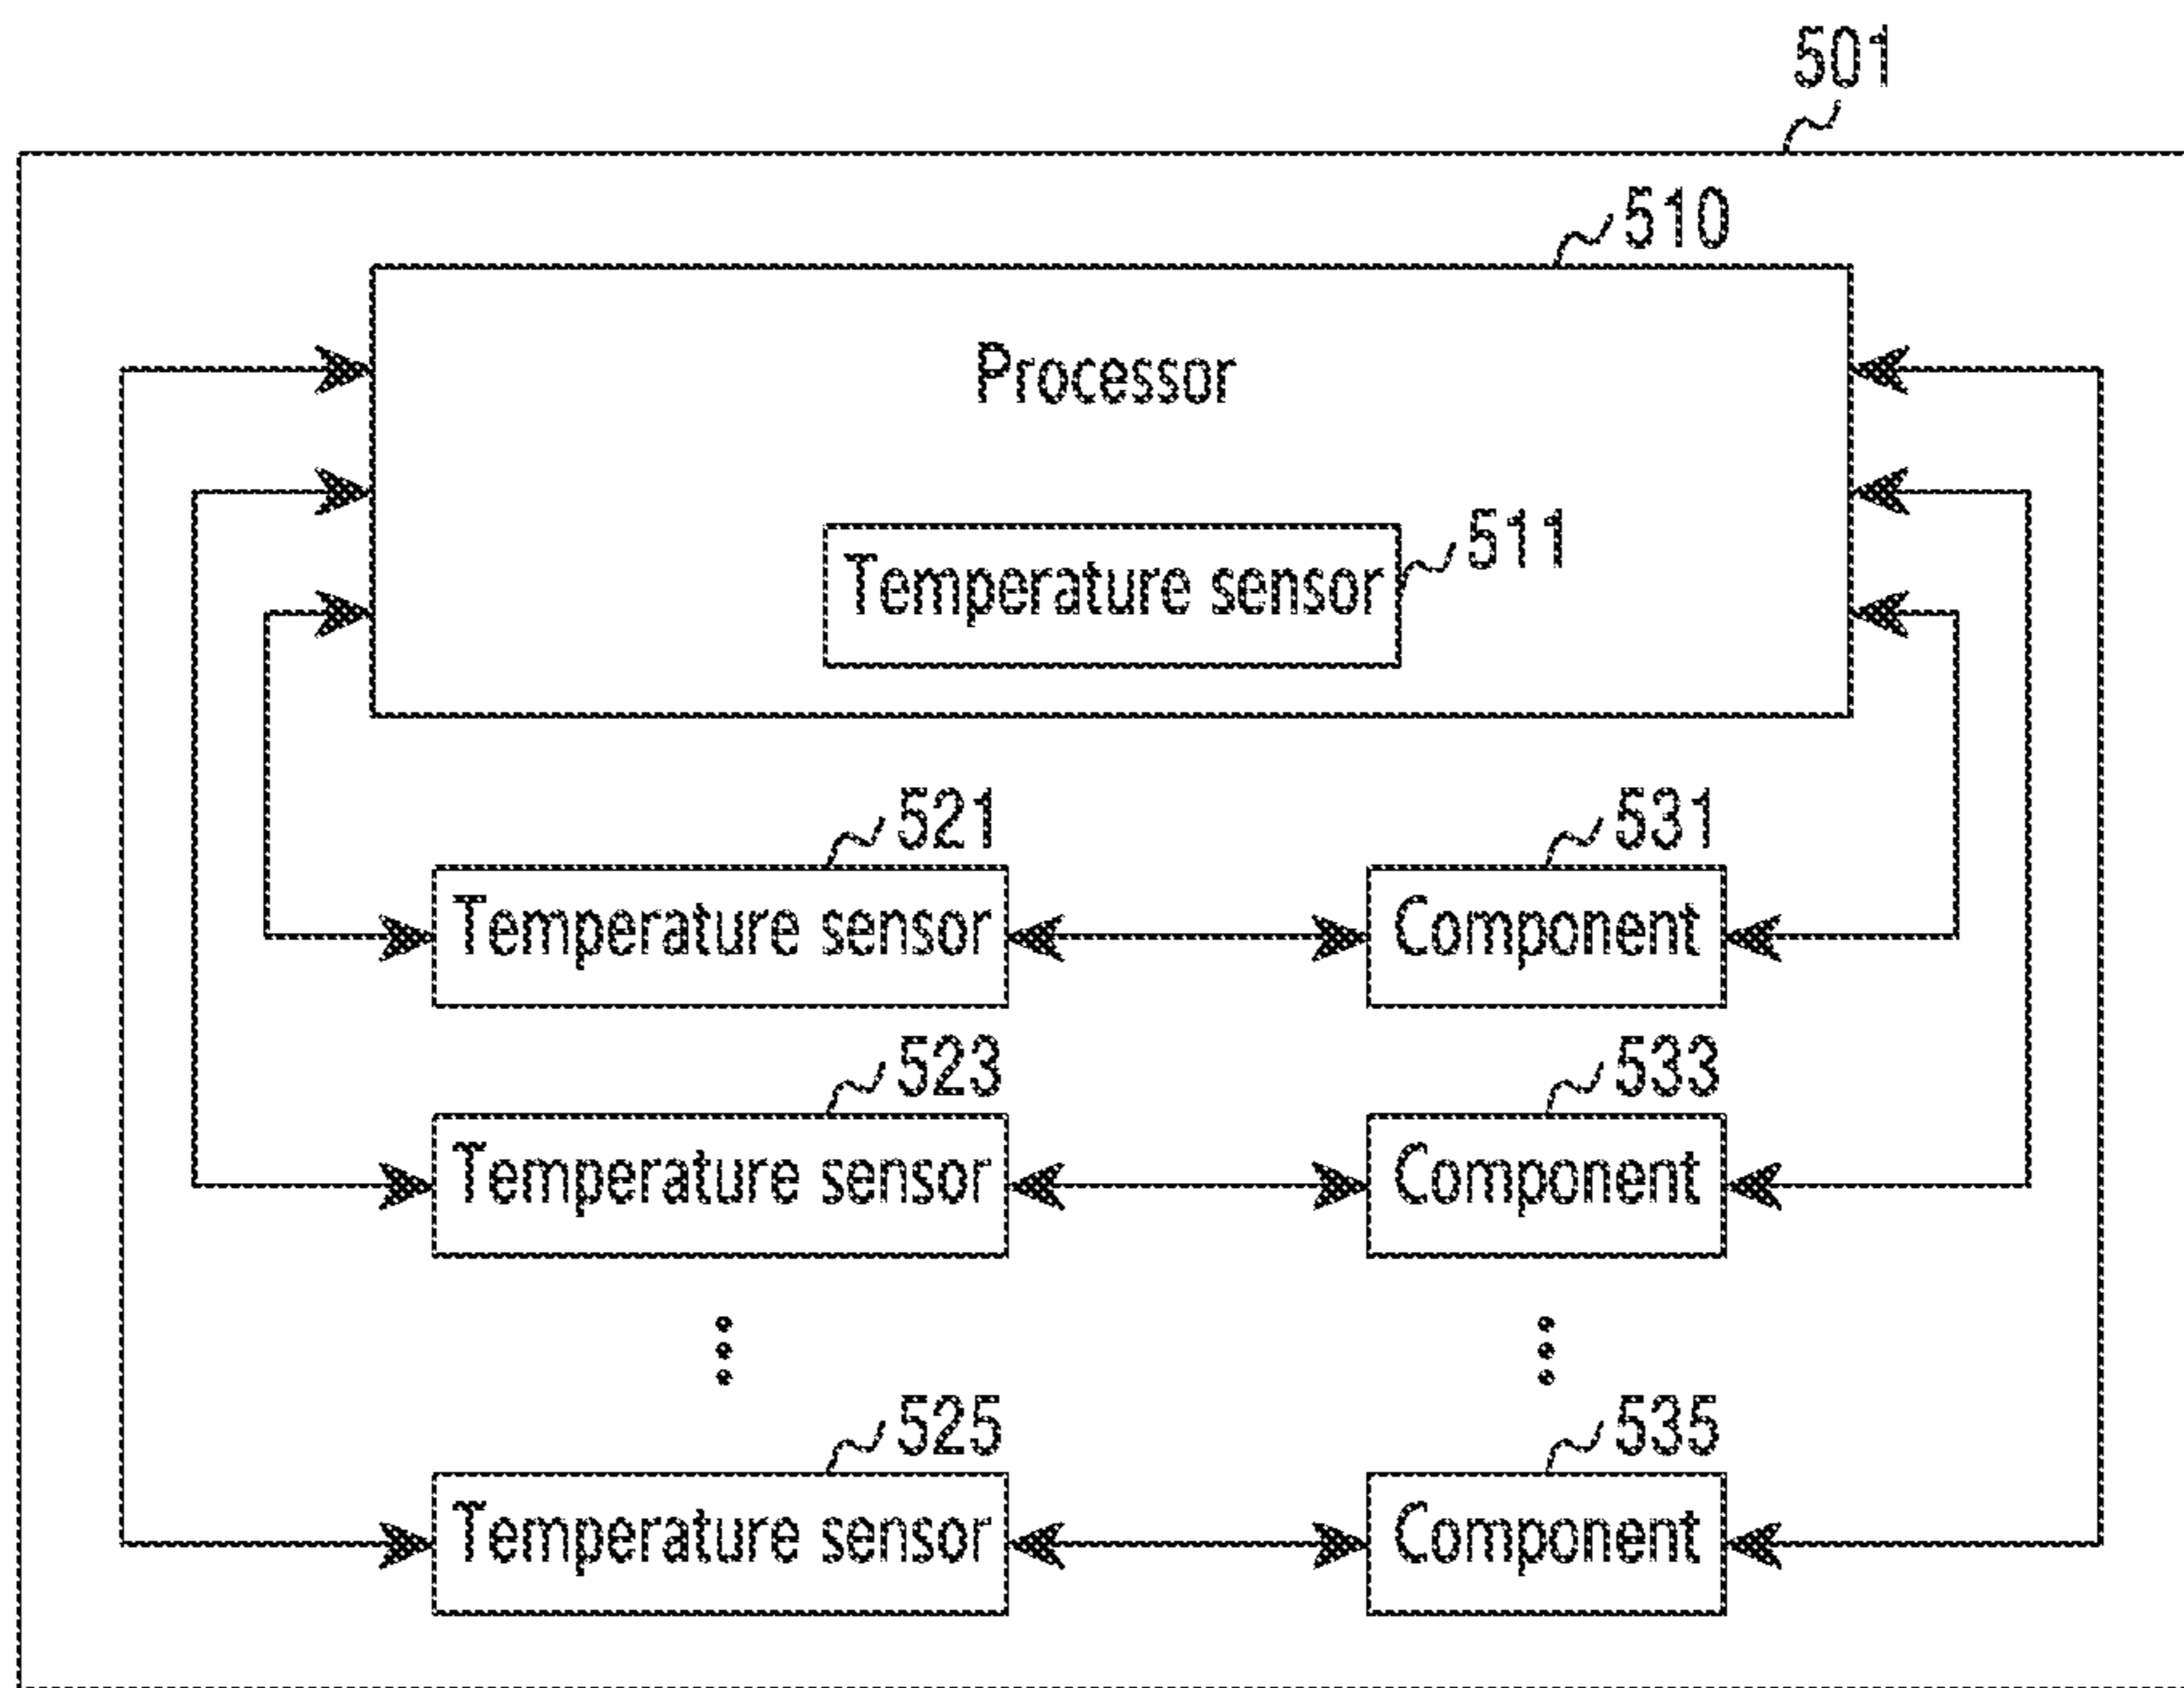 501
510
Processor
Temperature sensor
511
521
531
Temperature sensor
Component
523
533
Temperature sensor
Component
525
535
Temperature sensor
Component